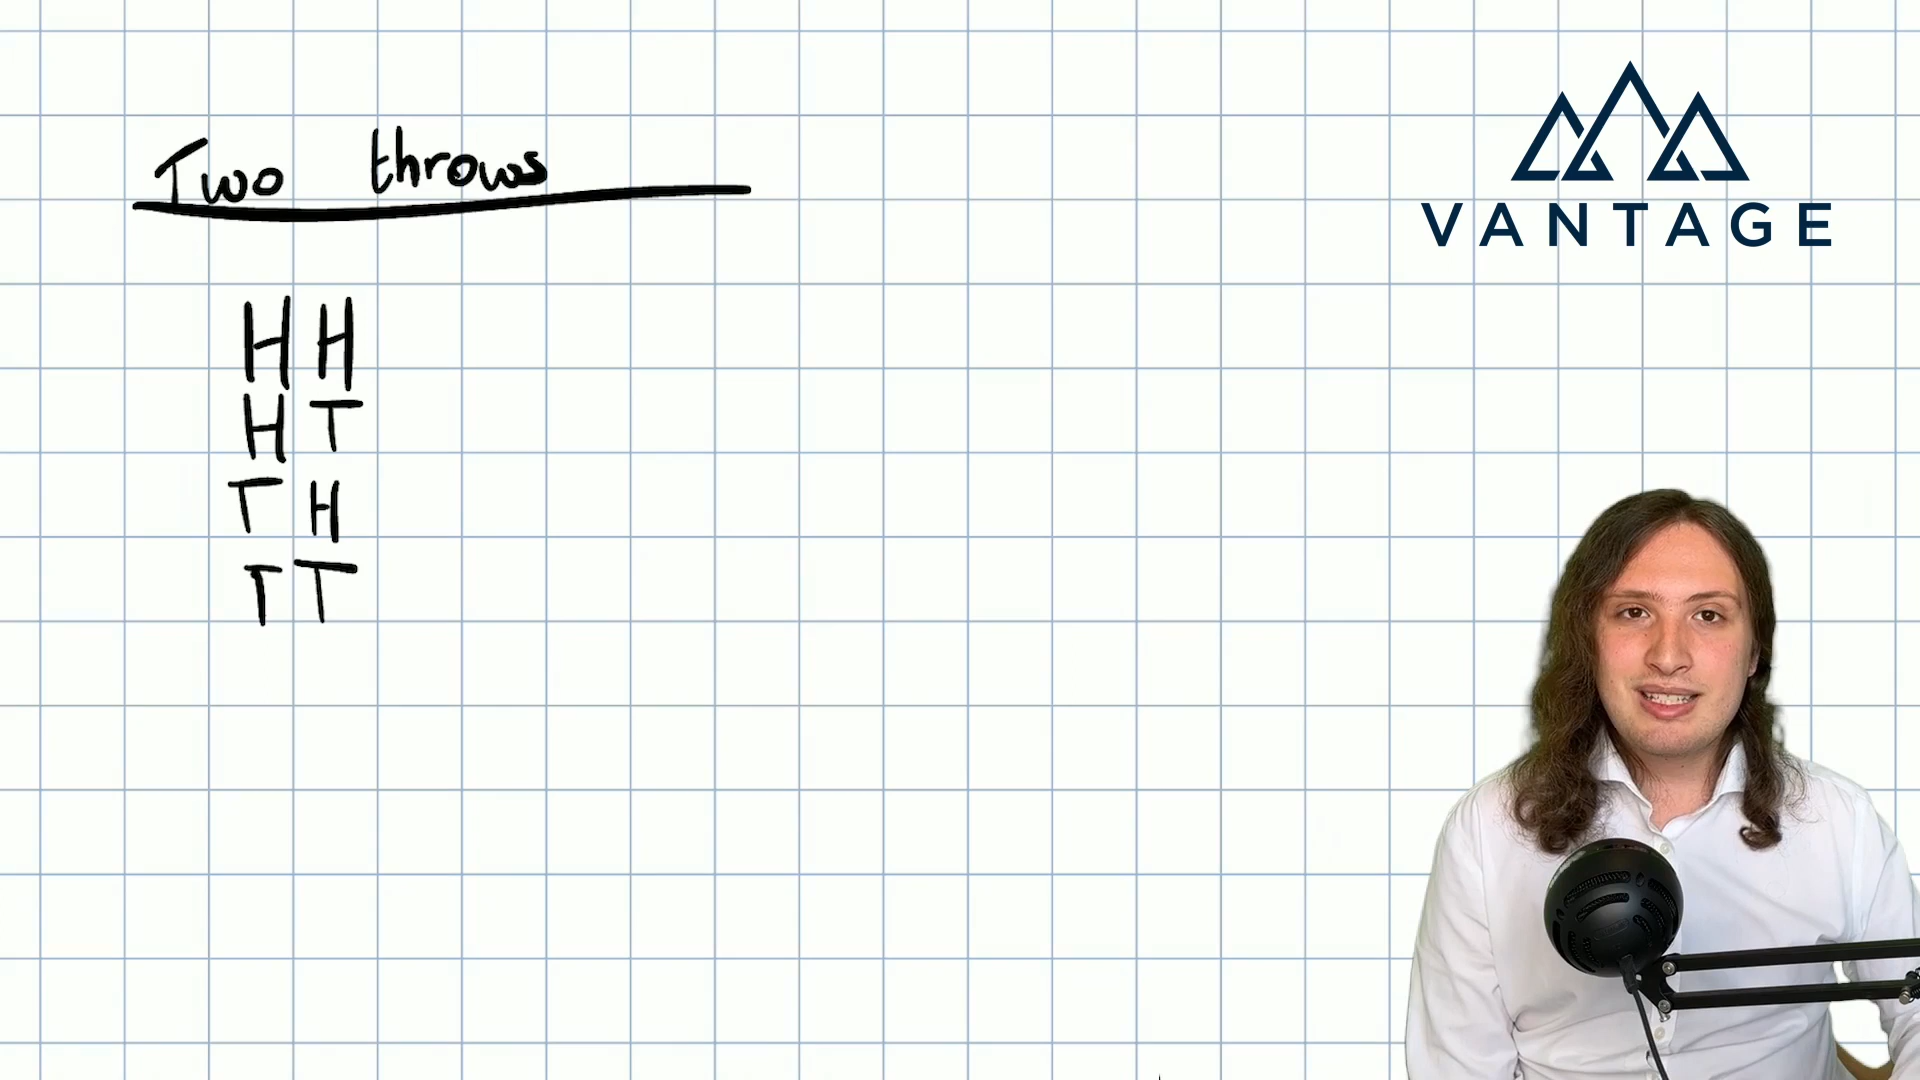 Two throws
VANTAGE
H H
H T
T H
T T